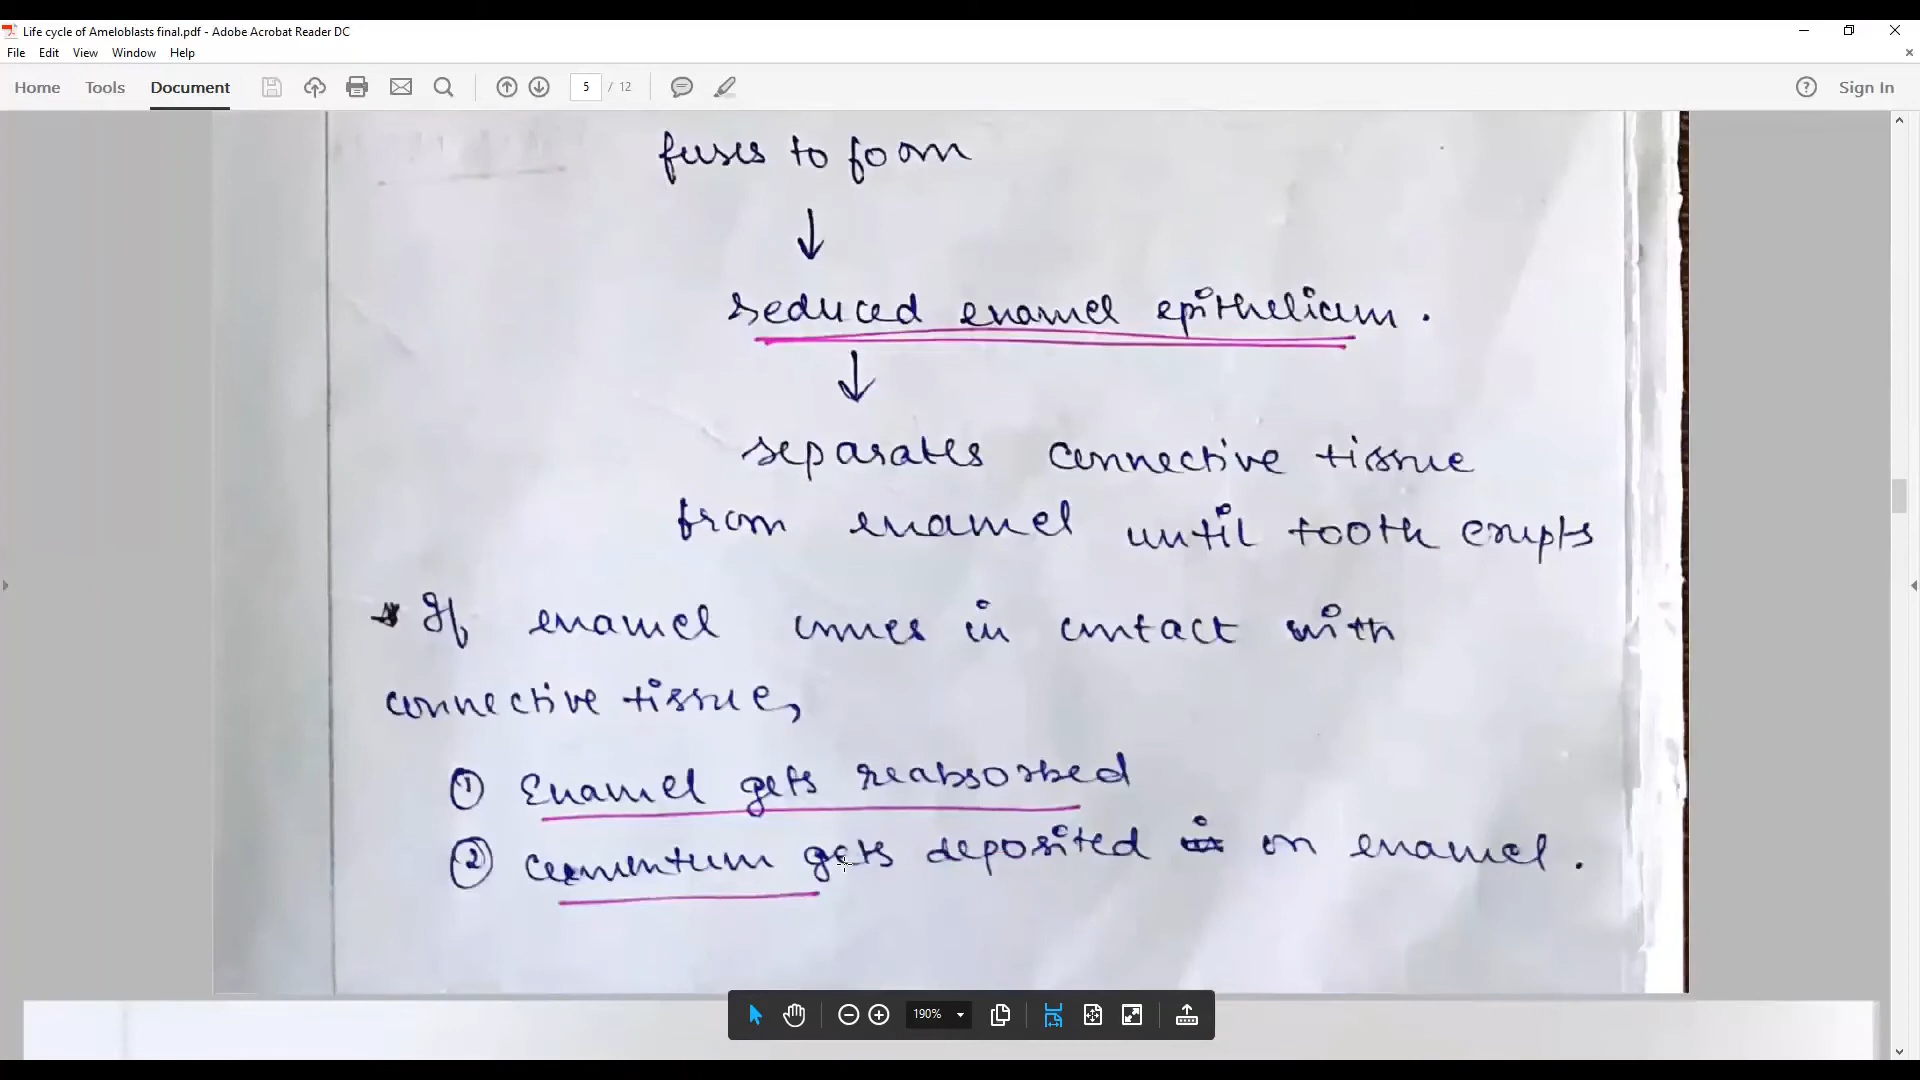 Life cycle of Ameloblasts final.pdf - Adobe Acrobat Reader DC
File Edit View Window Help
Home Tools Document 5 / 12 Sign In
fuses to form
↓
reduced enamel epithelium.
↓
separates connective tissue
from enamel until tooth erupts
* If enamel comes in contact with
connective tissue,
① Enamel gets reabsorbed
② Cementum gets deposited in on enamel.
190%